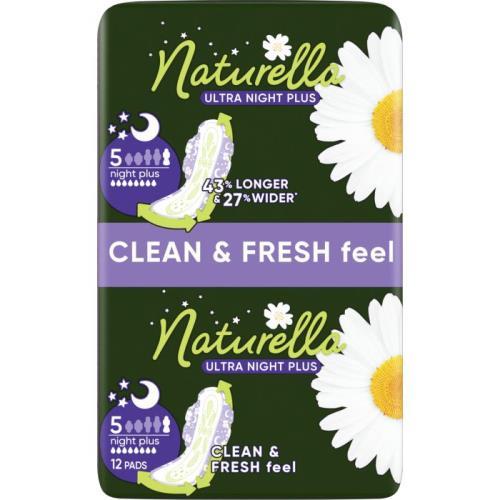 Naturella
ULTRA NIGHT PLUS
5
night plus
43% LONGER
& 27% WIDER*
CLEAN & FRESH feel
Naturella
ULTRA NIGHT PLUS
5
night plus
12 PADS
CLEAN &
FRESH feel